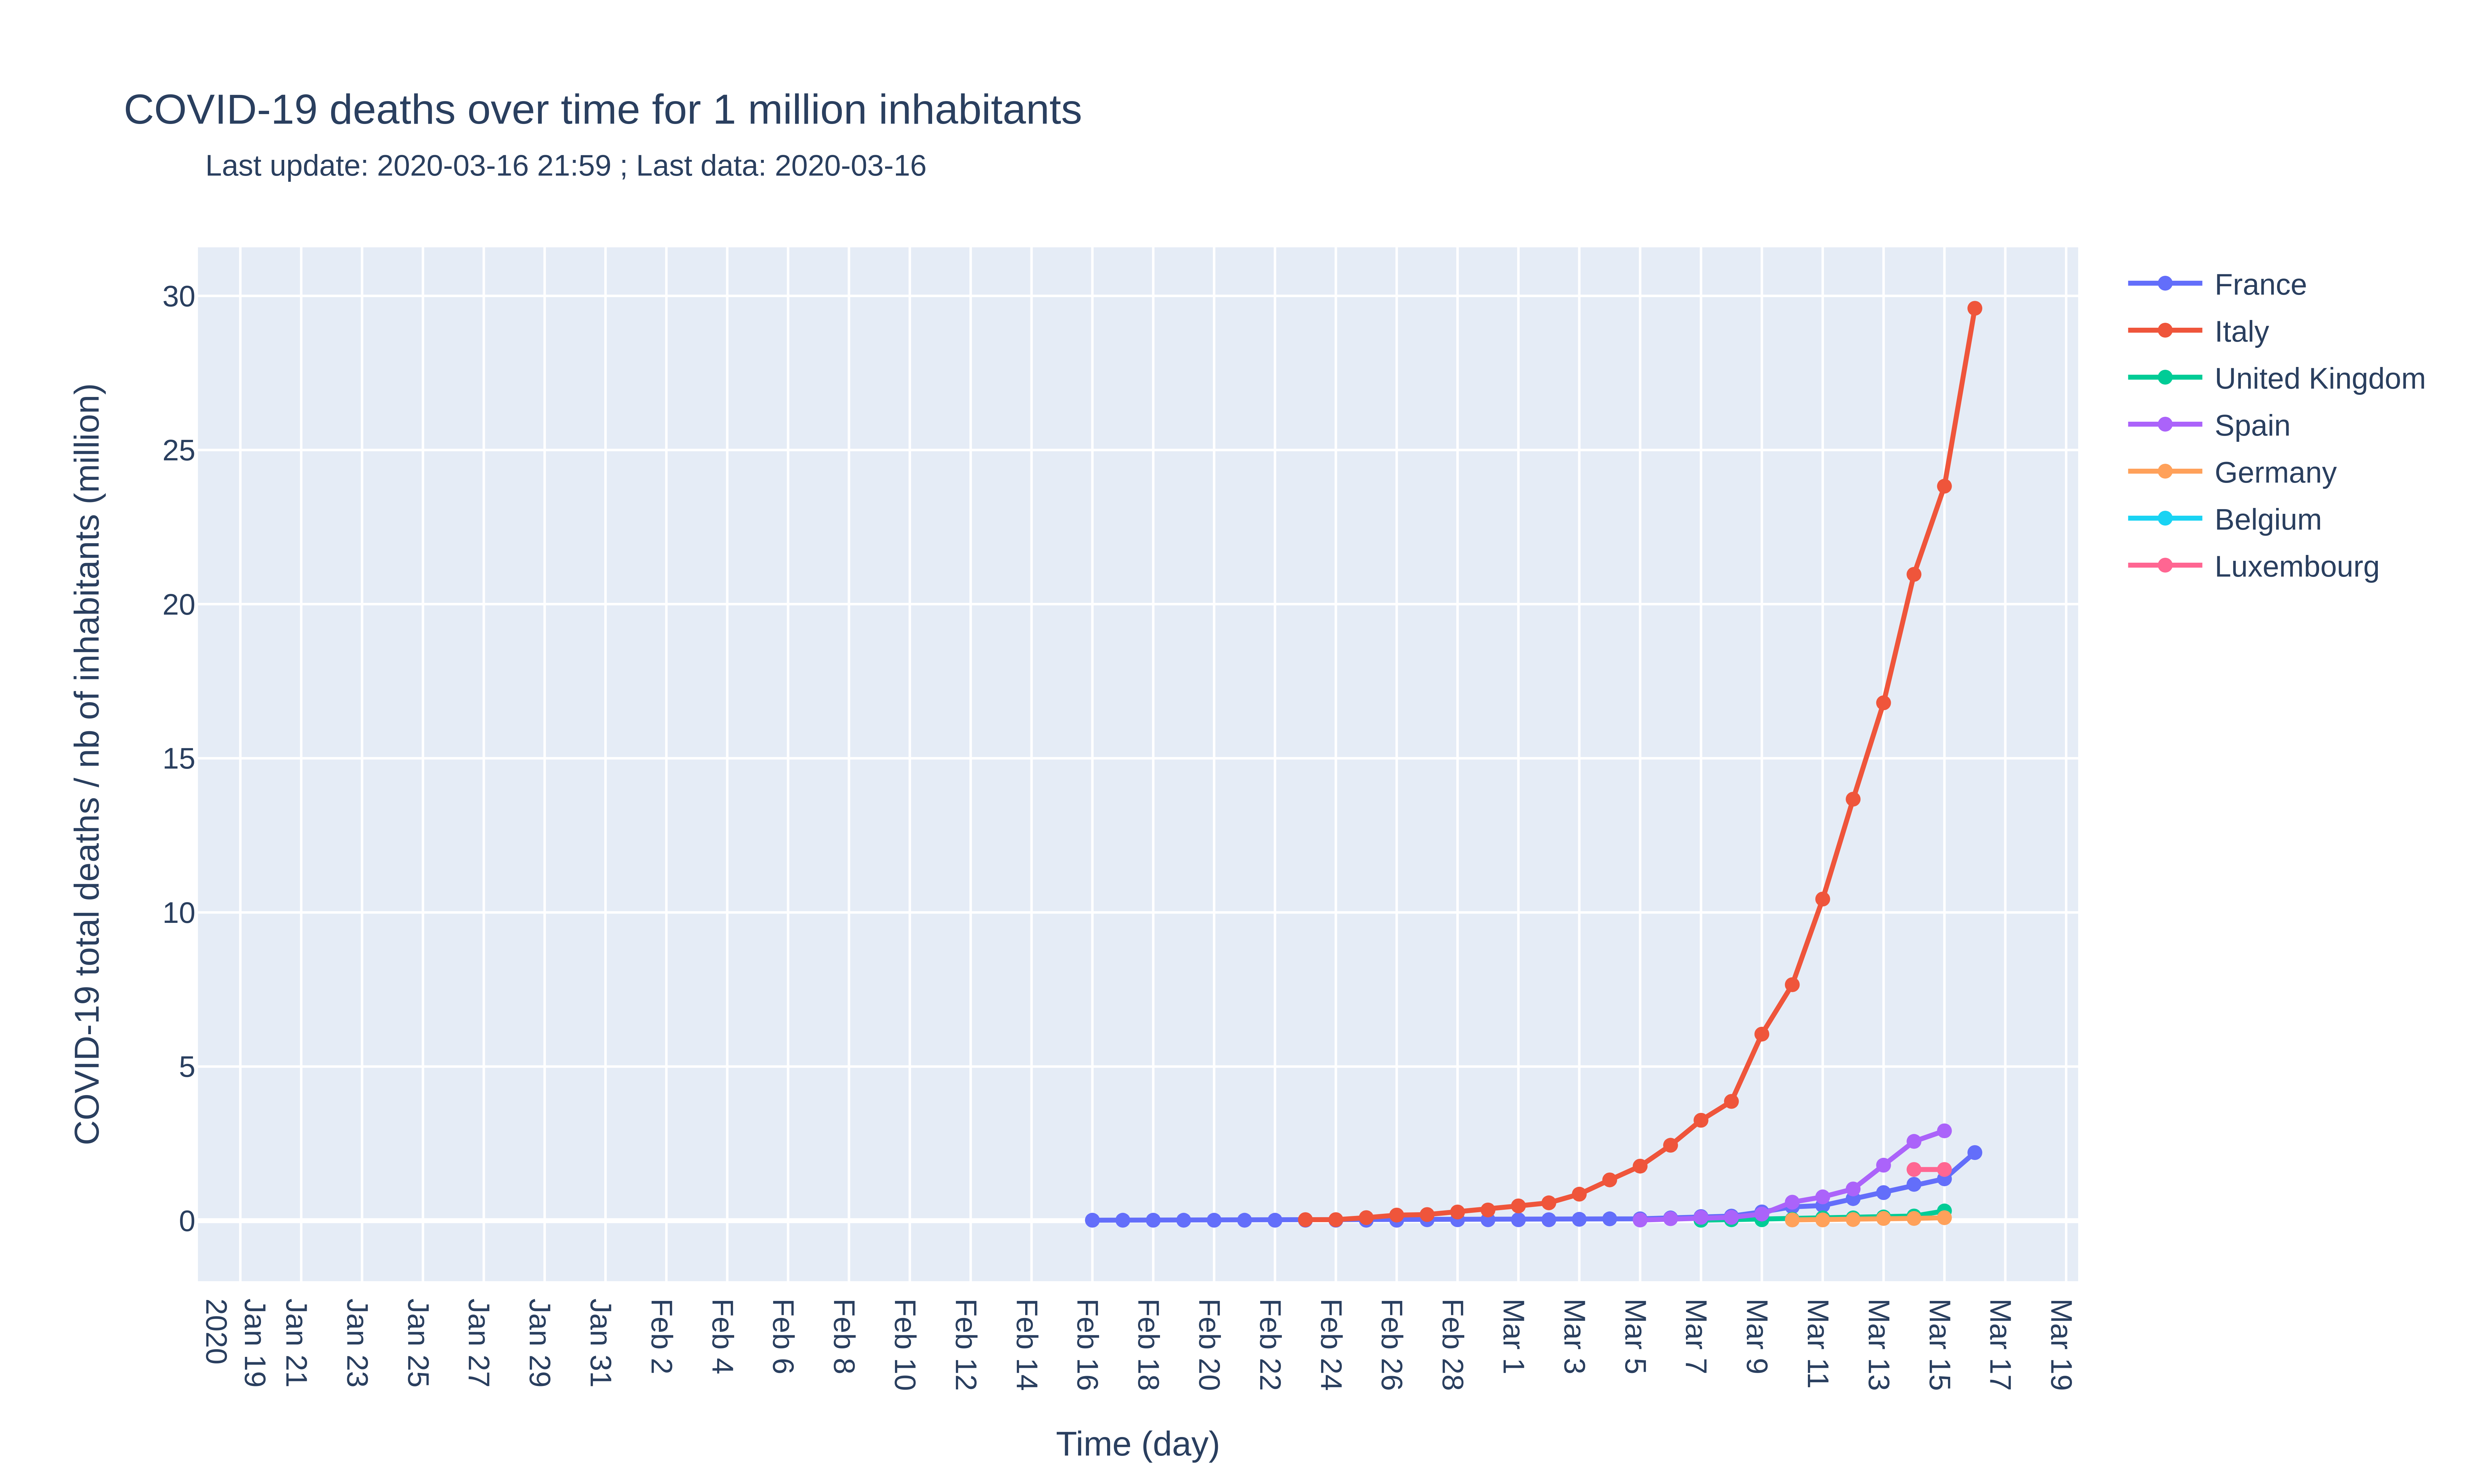 COVID-19 deaths over time for 1 million inhabitants
Last update: 2020-03-16 21:59 ; Last data: 2020-03-16
COVID-19 total deaths / nb of inhabitants (million)
30
25
20
15
10
5
0
France
Italy
United Kingdom
Spain
Germany
Belgium
Luxembourg
Jan 19
2020
Jan 21
Jan 23
Jan 25
Jan 27
Jan 29
Jan 31
Feb 2
Feb 4
Feb 6
Feb 8
Feb 10
Feb 12
Feb 14
Feb 16
Feb 18
Feb 20
Feb 22
Feb 24
Feb 26
Feb 28
Mar 1
Mar 3
Mar 5
Mar 7
Mar 9
Mar 11
Mar 13
Mar 15
Mar 17
Mar 19
Time (day)